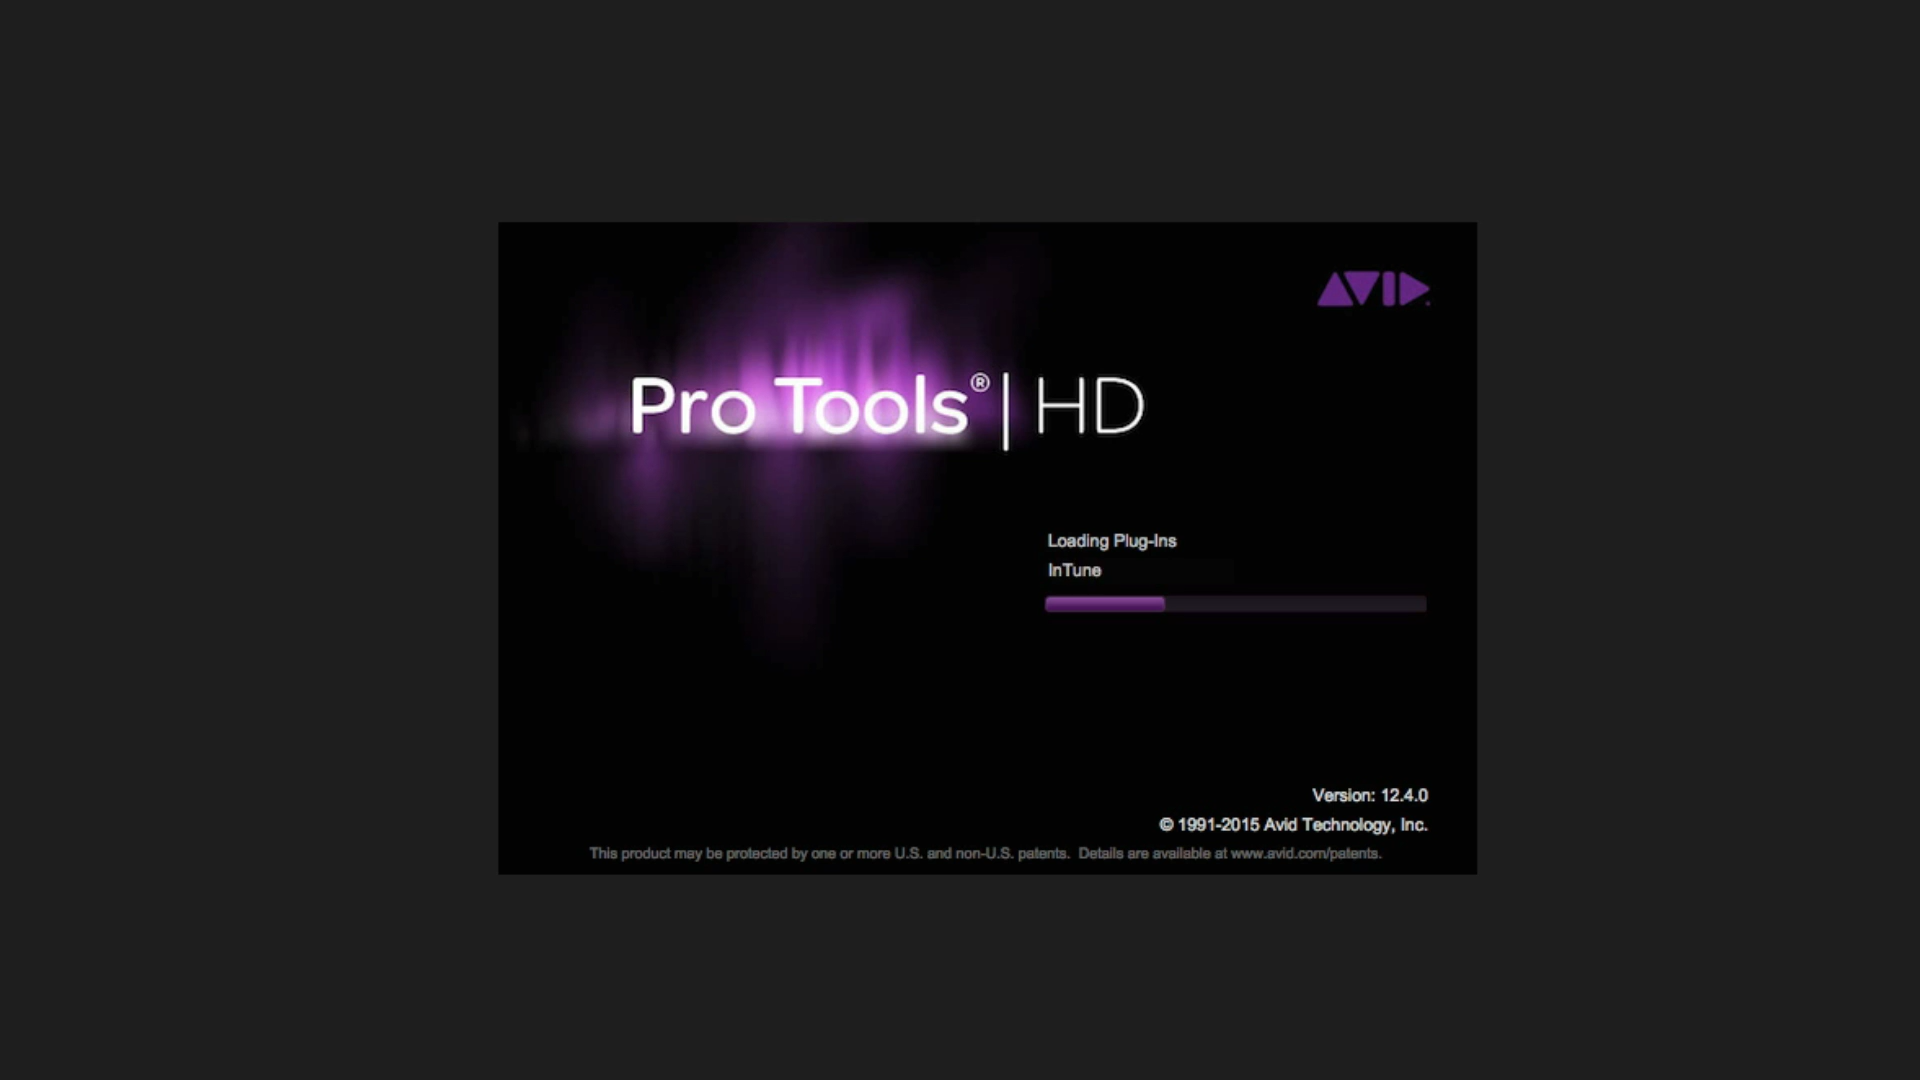 AVID
Pro Tools® | HD
Loading Plug-Ins
InTune
Version: 12.4.0
© 1991-2015 Avid Technology, Inc.
This product may be protected by one or more U.S. and non-U.S. patents.  Details are available at www.avid.com/patents.